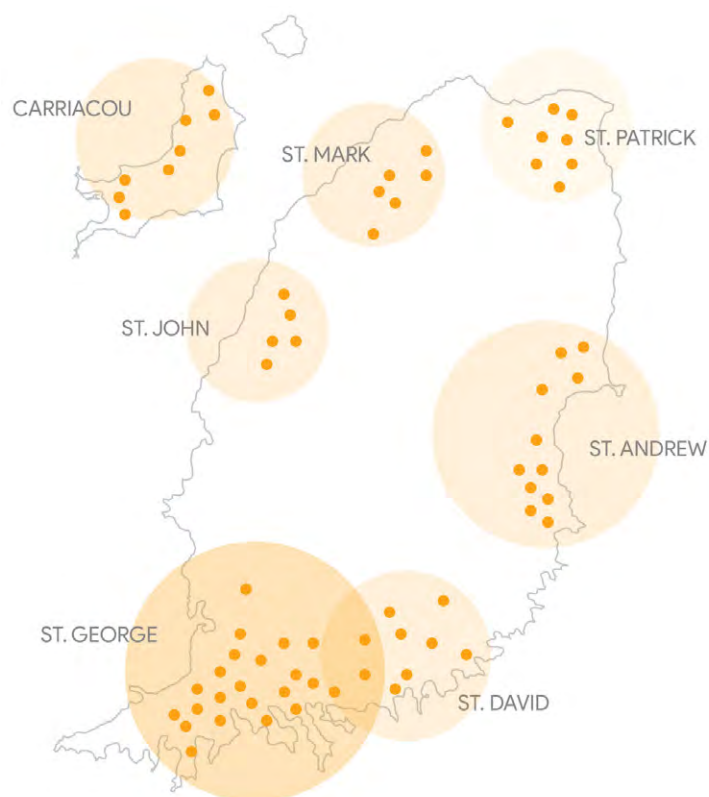 CARRIACOU
ST. MARK
ST. PATRICK
ST. JOHN
ST. ANDREW
ST. GEORGE
ST. DAVID